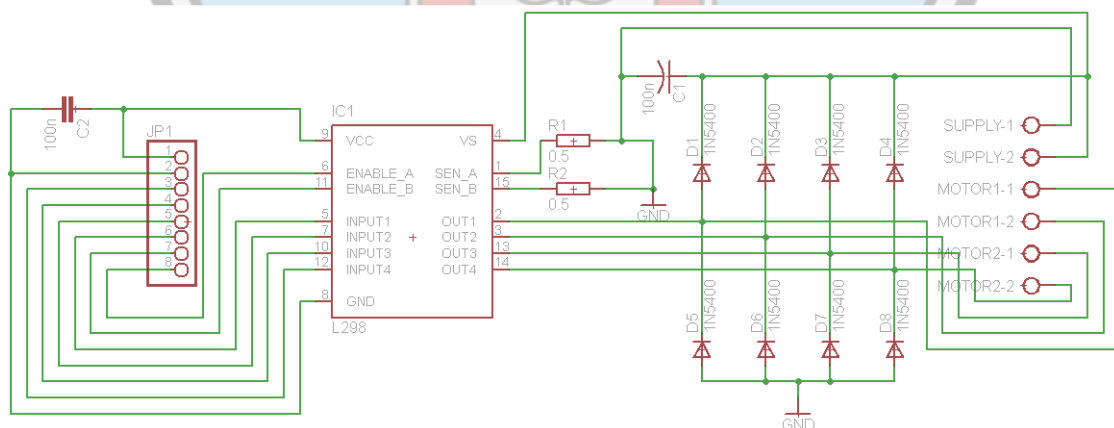 IC1
JP1
100n
C2
1
2
3
4
5
6
7
8
9
VCC
VS
4
6
ENABLE_A
SEN_A
1
11
ENABLE_B
SEN_B
15
5
INPUT1
OUT1
2
7
INPUT2
OUT2
3
10
INPUT3
OUT3
13
12
INPUT4
OUT4
14
8
GND
L298
R1
0.5
R2
0.5
GND
100n
C1
D1
1N5400
D2
1N5400
D3
1N5400
D4
1N5400
D5
1N5400
D6
1N5400
D7
1N5400
D8
1N5400
GND
SUPPLY-1
SUPPLY-2
MOTOR1-1
MOTOR1-2
MOTOR2-1
MOTOR2-2